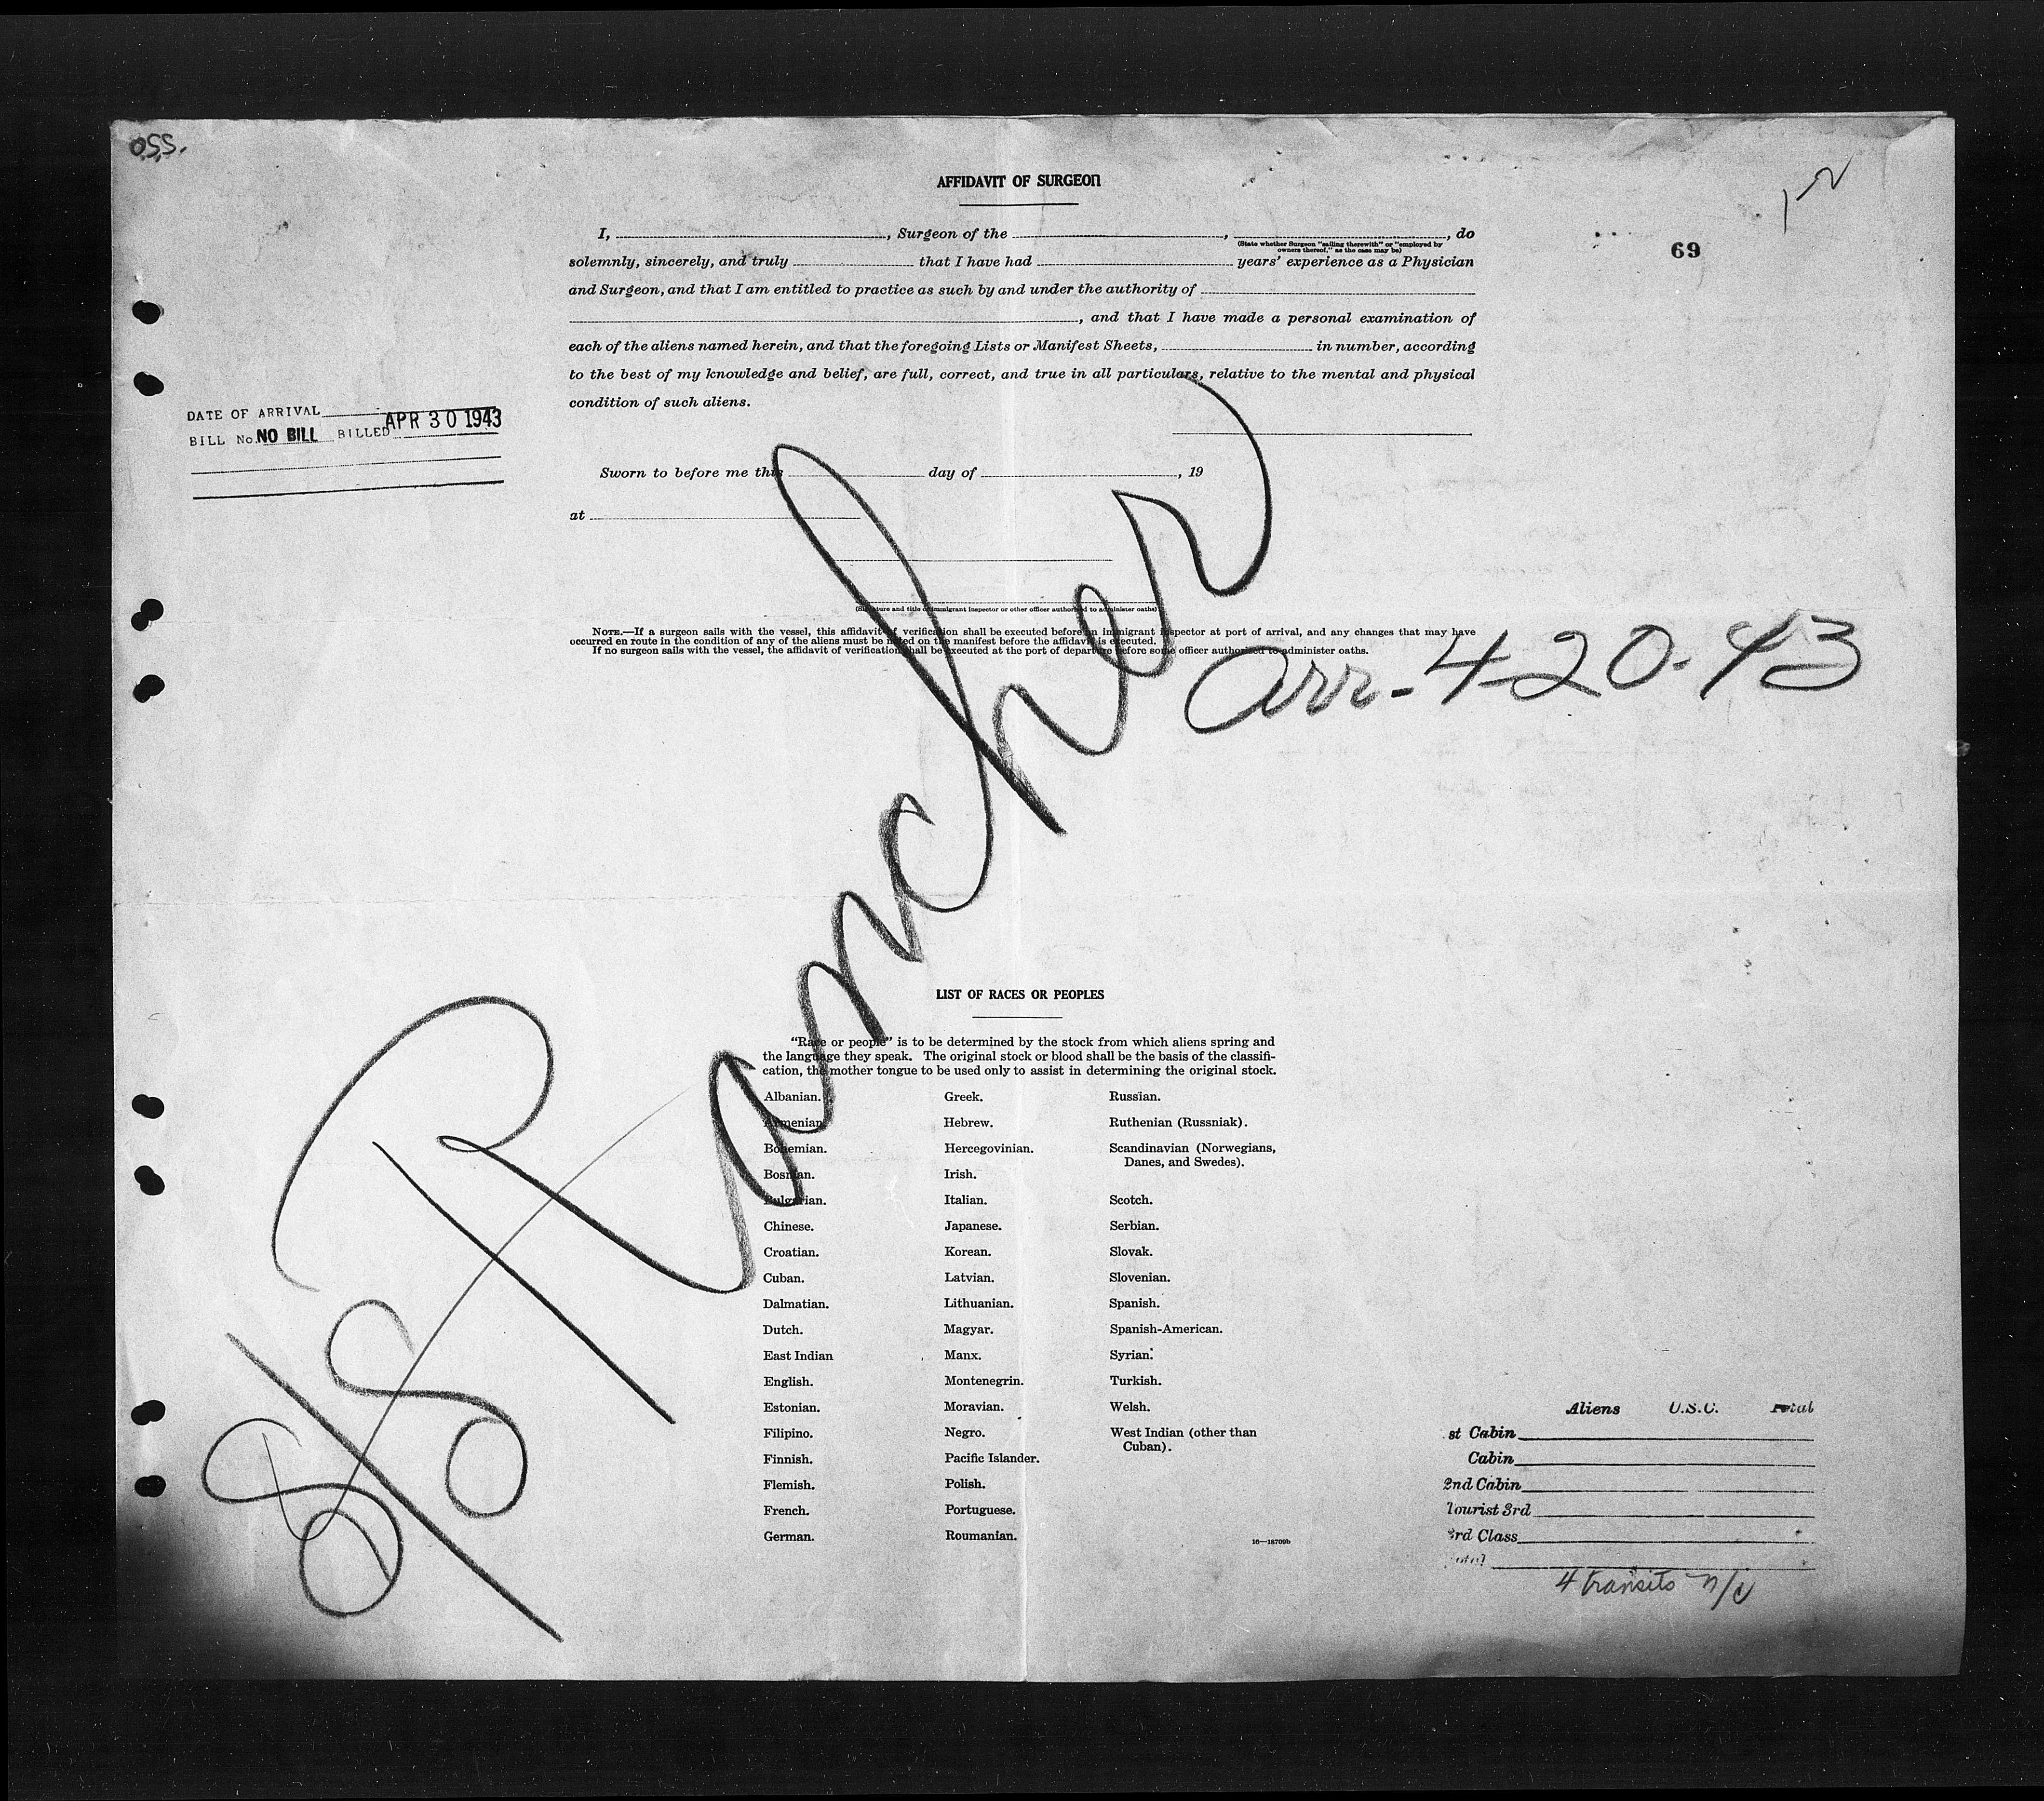 O.S.S.
AFFIDAVIT OF SURGEON
69
I, , Surgeon of the , , do
(State whether Surgeon "sailing therewith" or "employed by
owners thereof," as the case may be)
solemnly, sincerely, and truly that I have had years' experience as a Physician
and Surgeon, and that I am entitled to practice as such by and under the authority of
, and that I have made a personal examination of
each of the aliens named herein, and that the foregoing Lists or Manifest Sheets, in number, according
to the best of my knowledge and belief, are full, correct, and true in all particulars, relative to the mental and physical
condition of such aliens.
DATE OF ARRIVAL
BILL No. NO BILL BILLED APR 30 1943
Sworn to before me this day of , 19
at
(Signature and title of immigrant inspector or other officer authorized to administer oaths)
NOTE.—If a surgeon sails with the vessel, this affidavit of verification shall be executed before an immigrant inspector at port of arrival, and any changes that may have
occurred en route in the condition of any of the aliens must be noted on the manifest before the affidavit is executed.
If no surgeon sails with the vessel, the affidavit of verification shall be executed at the port of departure before some officer authorized to administer oaths.
arr- 4-20-43
S/S Rancher
LIST OF RACES OR PEOPLES
"Race or people" is to be determined by the stock from which aliens spring and
the language they speak. The original stock or blood shall be the basis of the classifi-
cation, the mother tongue to be used only to assist in determining the original stock.
Albanian.
Armenian.
Bohemian.
Bosnian.
Bulgarian.
Chinese.
Croatian.
Cuban.
Dalmatian.
Dutch.
East Indian
English.
Estonian.
Filipino.
Finnish.
Flemish.
French.
German.
Greek.
Hebrew.
Hercegovinian.
Irish.
Italian.
Japanese.
Korean.
Latvian.
Lithuanian.
Magyar.
Manx.
Montenegrin.
Moravian.
Negro.
Pacific Islander.
Polish.
Portuguese.
Roumanian.
Russian.
Ruthenian (Russniak).
Scandinavian (Norwegians,
Danes, and Swedes).
Scotch.
Serbian.
Slovak.
Slovenian.
Spanish.
Spanish-American.
Syrian.
Turkish.
Welsh.
West Indian (other than
Cuban).
16—18709b
Aliens U.S.C. Total
st Cabin
Cabin
2nd Cabin
Tourist 3rd
3rd Class
4 transits n/c